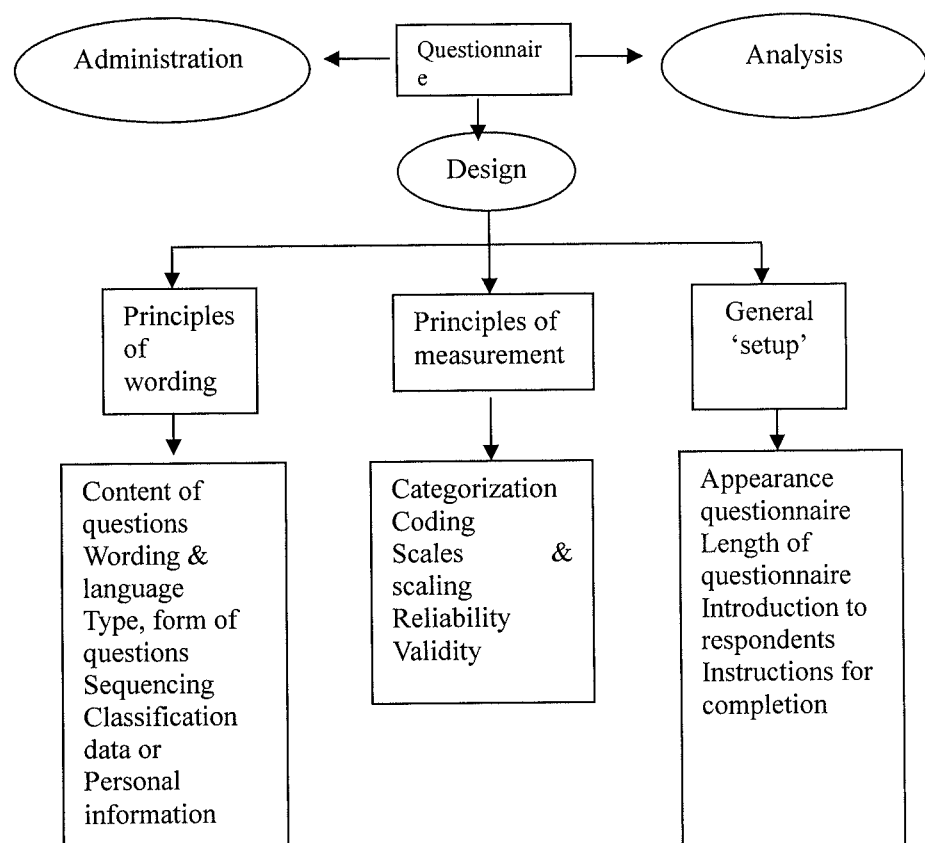 Administration
Questionnair
e
Analysis
Design
Principles
of
wording
Principles of
measurement
General
‘setup’
Content of
questions
Wording &
language
Type, form of
questions
Sequencing
Classification
data or
Personal
information
Categorization
Coding
Scales &
scaling
Reliability
Validity
Appearance
questionnaire
Length of
questionnaire
Introduction to
respondents
Instructions for
completion